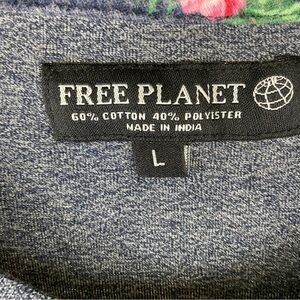 FREE PLANET
60% COTTON 40% POLYISTER
MADE IN INDIA
L